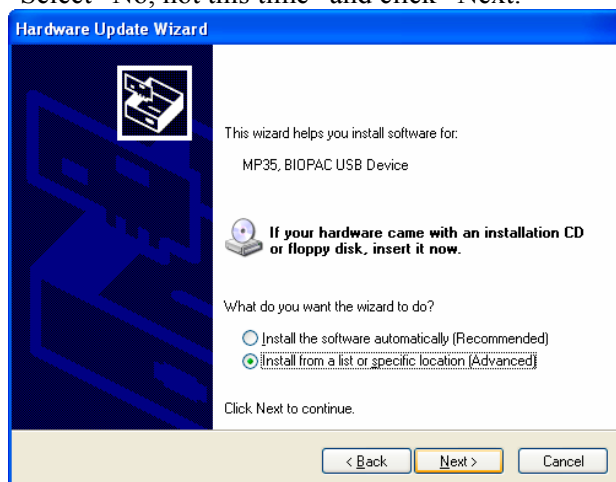 Select "No, not this time" and click "Next."
Hardware Update Wizard
This wizard helps you install software for:
MP35, BIOPAC USB Device
If your hardware came with an installation CD
or floppy disk, insert it now.
What do you want the wizard to do?
Install the software automatically (Recommended)
Install from a list or specific location (Advanced)
Click Next to continue.
< Back
Next >
Cancel